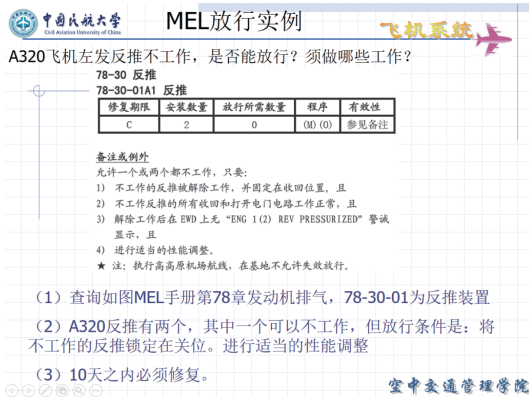 中国民航大学
Civil Aviation University of China
MEL放行实例
飞机系统
A320飞机左发反推不工作，是否能放行？须做哪些工作？
78-30 反推
78-30-01A1 反推
修复期限 安装数量 放行所需数量 程序 有效性
C 2 0 (M)(O) 参见备注
备注或例外
允许一个或两个都不工作，只要：
1) 不工作的反推被解除工作，并固定在收回位置，且
2) 不工作反推的所有收回和打开电门电路工作正常，且
3) 解除工作后在 EWD 上无“ENG 1(2) REV PRESSURIZED”警诫
显示，且
4) 进行适当的性能调整。
★ 注：执行高高原机场航线，在基地不允许失效放行。
（1）查询如图MEL手册第78章发动机排气，78-30-01为反推装置
（2）A320反推有两个，其中一个可以不工作，但放行条件是：将
不工作的反推锁定在关位。进行适当的性能调整
（3）10天之内必须修复。
空中交通管理学院